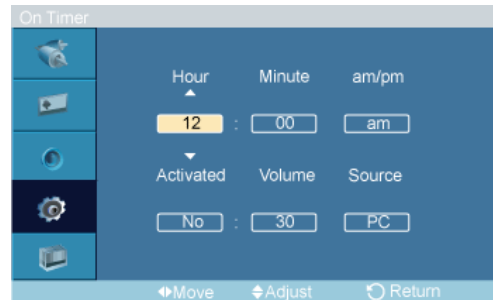 On Timer
Hour Minute am/pm
12 : 00 am
Activated Volume Source
No : 30 PC
Move Adjust Return